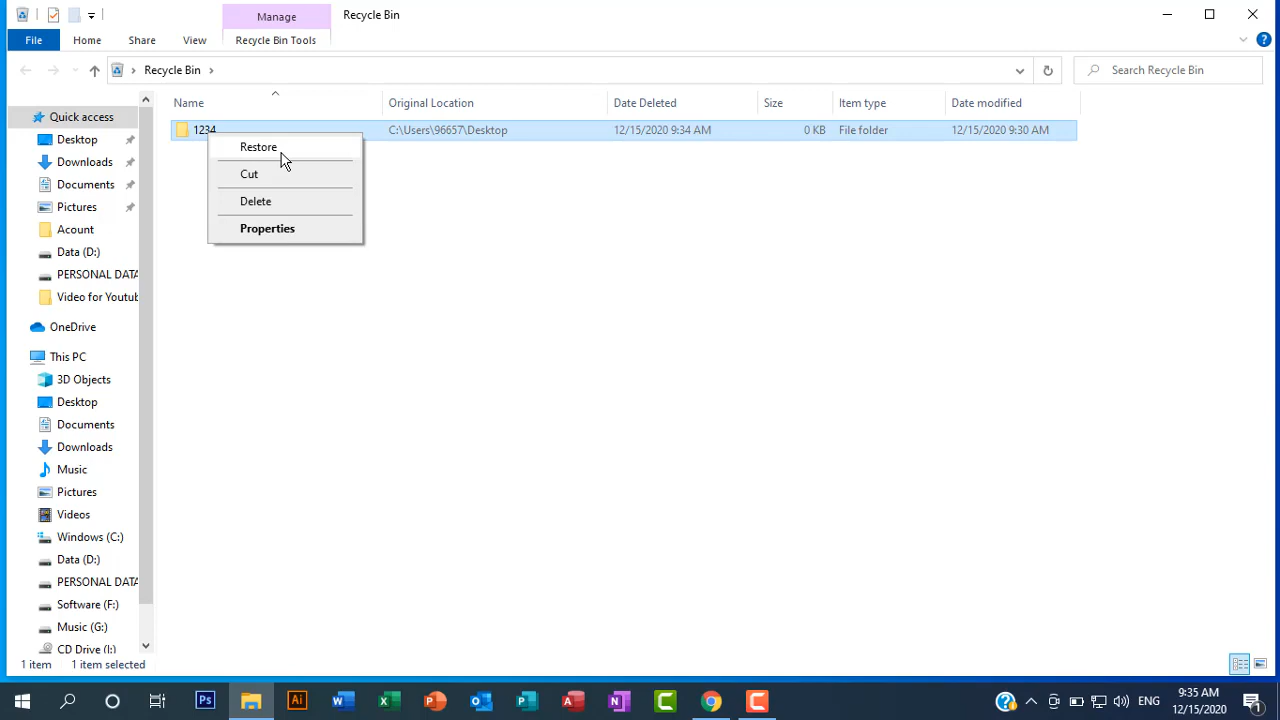 Manage
Recycle Bin
File
Home
Share
View
Recycle Bin Tools
Recycle Bin
Search Recycle Bin
Name
Original Location
Date Deleted
Size
Item type
Date modified
1234
C:\Users\96657\Desktop
12/15/2020 9:34 AM
0 KB
File folder
12/15/2020 9:30 AM
Restore
Cut
Delete
Properties
Quick access
Desktop
Downloads
Documents
Pictures
Acount
Data (D:)
PERSONAL DATA
Video for Youtub
OneDrive
This PC
3D Objects
Desktop
Documents
Downloads
Music
Pictures
Videos
Windows (C:)
Data (D:)
PERSONAL DATA
Software (F:)
Music (G:)
CD Drive (I:)
1 item
1 item selected
Ps
Ai
ENG
9:35 AM
12/15/2020
1